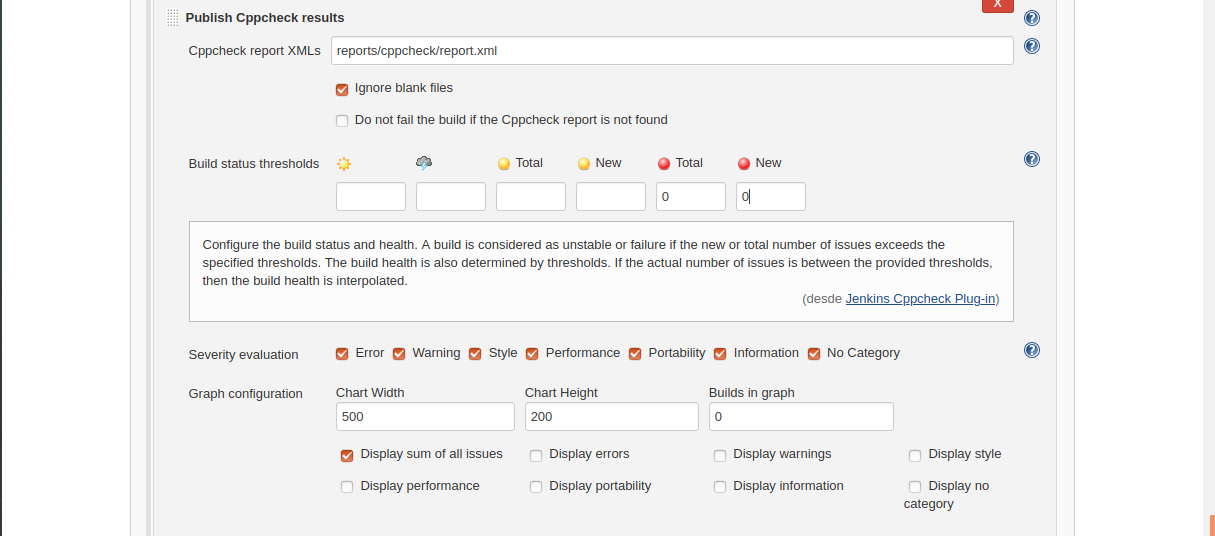 X
Publish Cppcheck results
Cppcheck report XMLs reports/cppcheck/report.xml
Ignore blank files
Do not fail the build if the Cppcheck report is not found
Build status thresholds Total New Total New
0 0
Configure the build status and health. A build is considered as unstable or failure if the new or total number of issues exceeds the
specified thresholds. The build health is also determined by thresholds. If the actual number of issues is between the provided thresholds,
then the build health is interpolated.
(desde Jenkins Cppcheck Plug-in)
Severity evaluation Error Warning Style Performance Portability Information No Category
Graph configuration Chart Width Chart Height Builds in graph
500 200 0
Display sum of all issues Display errors Display warnings Display style
Display performance Display portability Display information Display no
category